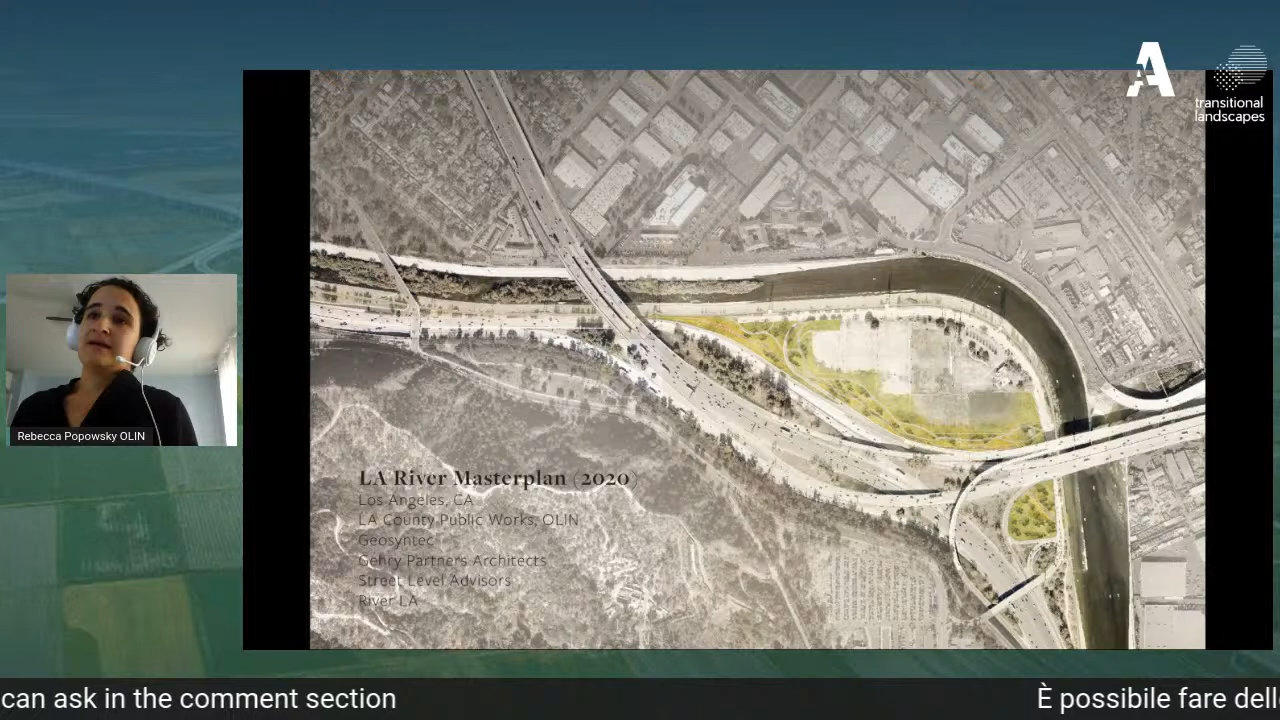 A
transitional
landscapes
Rebecca Popowsky OLIN
LA River Masterplan (2020)
Los Angeles, CA
LA County Public Works, OLIN
Geosyntec
Gehry Partners Architects
Street Level Advisors
River LA
can ask in the comment section
È possibile fare dell